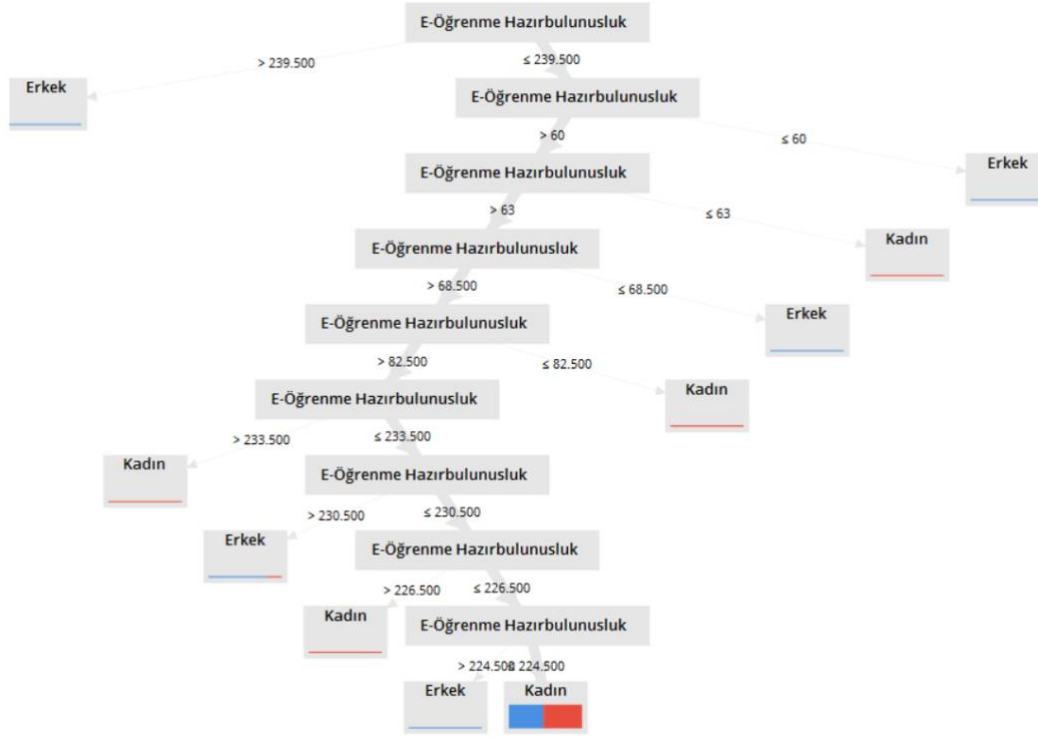 E-Öğrenme Hazırbulunusluk
> 239.500
≤ 239.500
Erkek
E-Öğrenme Hazırbulunusluk
> 60
≤ 60
E-Öğrenme Hazırbulunusluk
Erkek
> 63
≤ 63
E-Öğrenme Hazırbulunusluk
Kadın
> 68.500
≤ 68.500
E-Öğrenme Hazırbulunusluk
Erkek
> 82.500
≤ 82.500
E-Öğrenme Hazırbulunusluk
Kadın
> 233.500
≤ 233.500
Kadın
E-Öğrenme Hazırbulunusluk
> 230.500
≤ 230.500
Erkek
E-Öğrenme Hazırbulunusluk
> 226.500
≤ 226.500
Kadın
E-Öğrenme Hazırbulunusluk
> 224.500
≤ 224.500
Erkek
Kadın